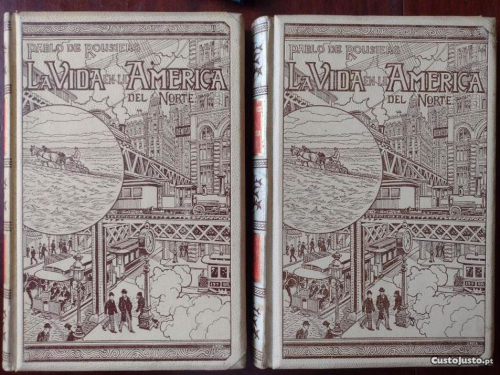 PABLO DE ROUSIERS
LA VIDA EN LA AMERICA
DEL NORTE
PABLO DE ROUSIERS
LA VIDA EN LA AMERICA
DEL NORTE
CustoJusto.pt